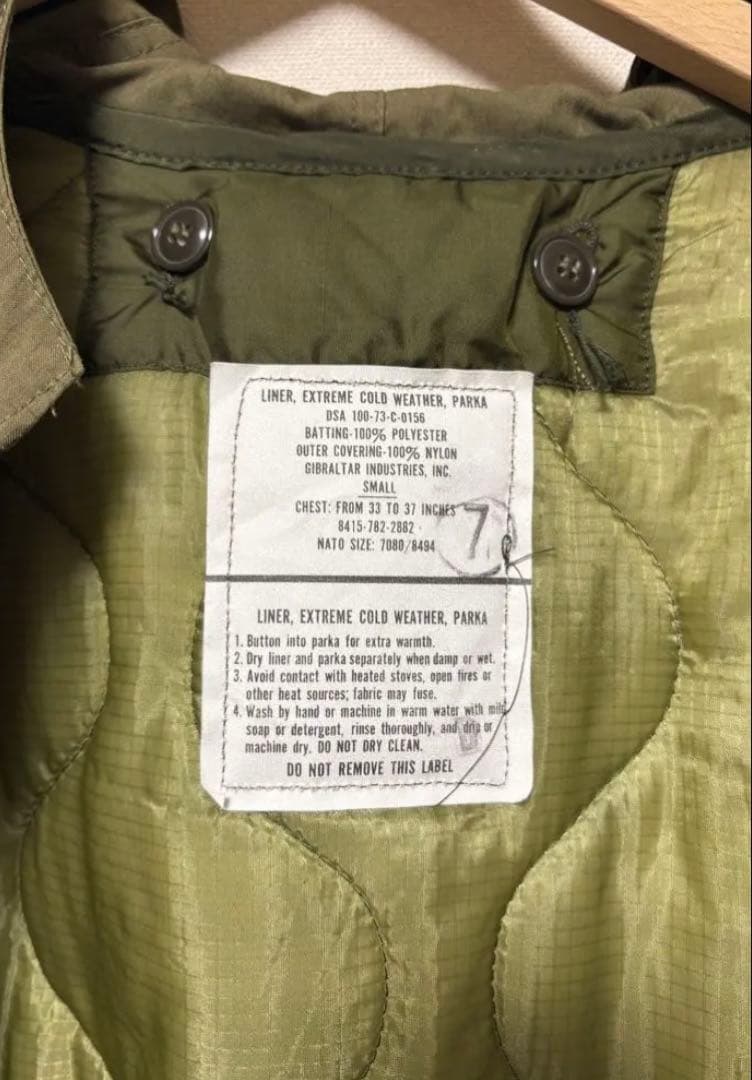 LINER, EXTREME COLD WEATHER, PARKA
DSA 100-73-C-0156
BATTING-100% POLYESTER
OUTER COVERING-100% NYLON
GIBRALTAR INDUSTRIES, INC.
SMALL
CHEST: FROM 33 TO 37 INCHES
8415-782-2882
NATO SIZE: 7080/8494
7
LINER, EXTREME COLD WEATHER, PARKA
1. Button into parka for extra warmth.
2. Dry liner and parka separately when damp or wet.
3. Avoid contact with heated stoves, open fires or
other heat sources; fabric may fuse.
4. Wash by hand or machine in warm water with mild
soap or detergent, rinse thoroughly, and drip or
machine dry. DO NOT DRY CLEAN.
DO NOT REMOVE THIS LABEL